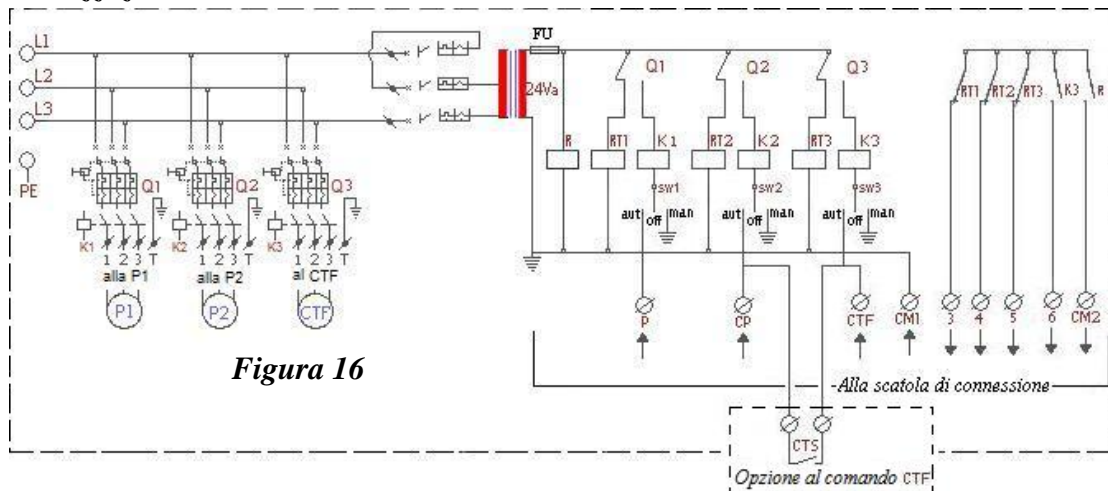 L1
L2
L3
PE
FU
24Va
Q1 Q2 Q3
Q1 Q2 Q3
R RT1 K1 RT2 K2 RT3 K3
RT1 RT2 RT3 K3 R
sw1 sw2 sw3
aut off man aut off man aut off man
K1 K2 K3
1 2 3 T 1 2 3 T 1 2 3 T
alla P1 alla P2 al CTF
P1 P2 CTF
P CP CTF CM1 3 4 5 6 CM2
Figura 16
Alla scatola di connessione
CTS
Opzione al comando CTF